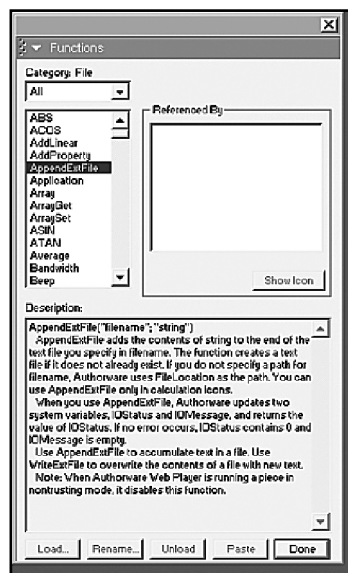 Functions
Category: File
All
Referenced By
ABS
ACOS
AddLinear
AddProperty
AppendExtFile
Application
Array
ArrayGet
ArraySet
ASIN
ATAN
Average
Bandwidth
Beep
Show Icon
Description:
AppendExtFile("filename"; "string")
AppendExtFile adds the contents of string to the end of the
text file you specify in filename. The function creates a text
file if it does not already exist. If you do not specify a path for
filename, Authorware uses FileLocation as the path. You can
use AppendExtFile only in calculation icons.
When you use AppendExtFile, Authorware updates two
system variables, IOStatus and IOMessage, and returns the
value of IOStatus. If no error occurs, IOStatus contains 0 and
IOMessage is empty.
Use AppendExtFile to accumulate text in a file. Use
WriteExtFile to overwrite the contents of a file with new text.
Note: When Authorware Web Player is running a piece in
nontrusting mode, it disables this function.
Load... Rename... Unload Paste Done